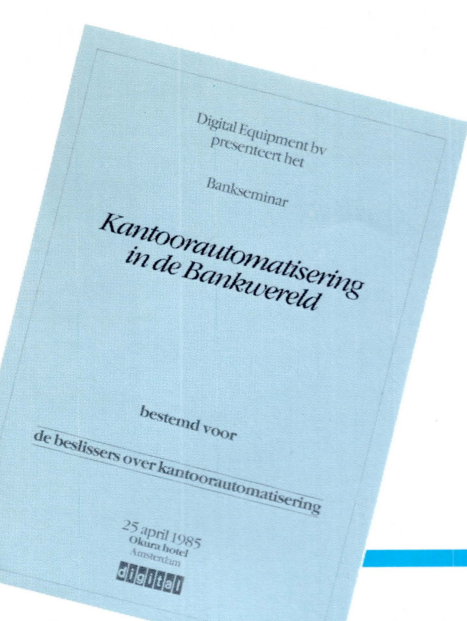 Digital Equipment bv
presenteert het
Bankseminar
Kantoorautomatisering
in de Bankwereld
bestemd voor
de beslissers over kantoorautomatisering
25 april 1985
Okura hotel
Amsterdam
digital